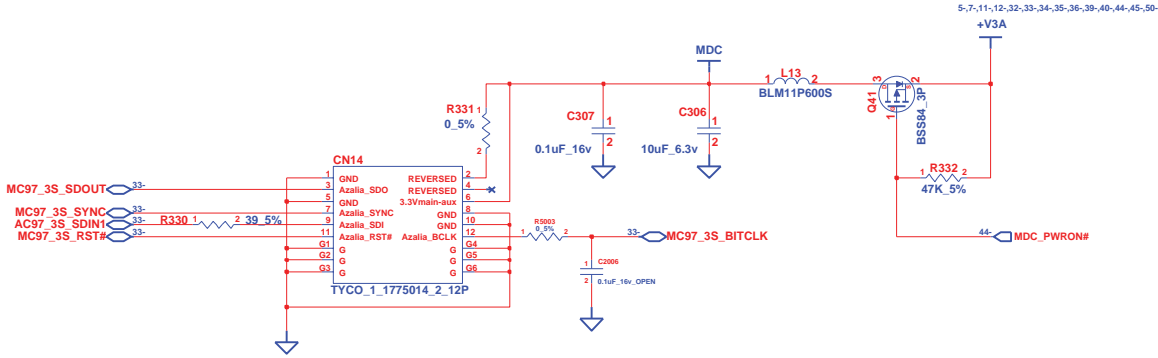 5-,7-,11-,12-,32-,33-,34-,35-,36-,39-,40-,44-,45-,50-
+V3A
MDC
1 L13 2
BLM11P600S
3 2
D S
G
Q41
1
BSS84_3P
R331 1
0_5%
2
C307 1
2
0.1uF_16v
C306 1
2
10uF_6.3v
R332
1 2
47K_5%
CN14
1 GND REVERSED 2
3 Azalia_SDO REVERSED 4
5 GND 3.3Vmain-aux 6
7 Azalia_SYNC GND 8
9 Azalia_SDI GND 10
11 Azalia_RST# Azalia_BCLK 12
G1 G G G4
G2 G G G5
G3 G G G6
TYCO_1_1775014_2_12P
MC97_3S_SDOUT 33-
MC97_3S_SYNC 33-
AC97_3S_SDIN1 33- R330 1 2 39_5%
MC97_3S_RST# 33-
R5003
0_5%
1 2
33- MC97_3S_BITCLK
1 C2006
2 0.1uF_16v_OPEN
44- MDC_PWRON#